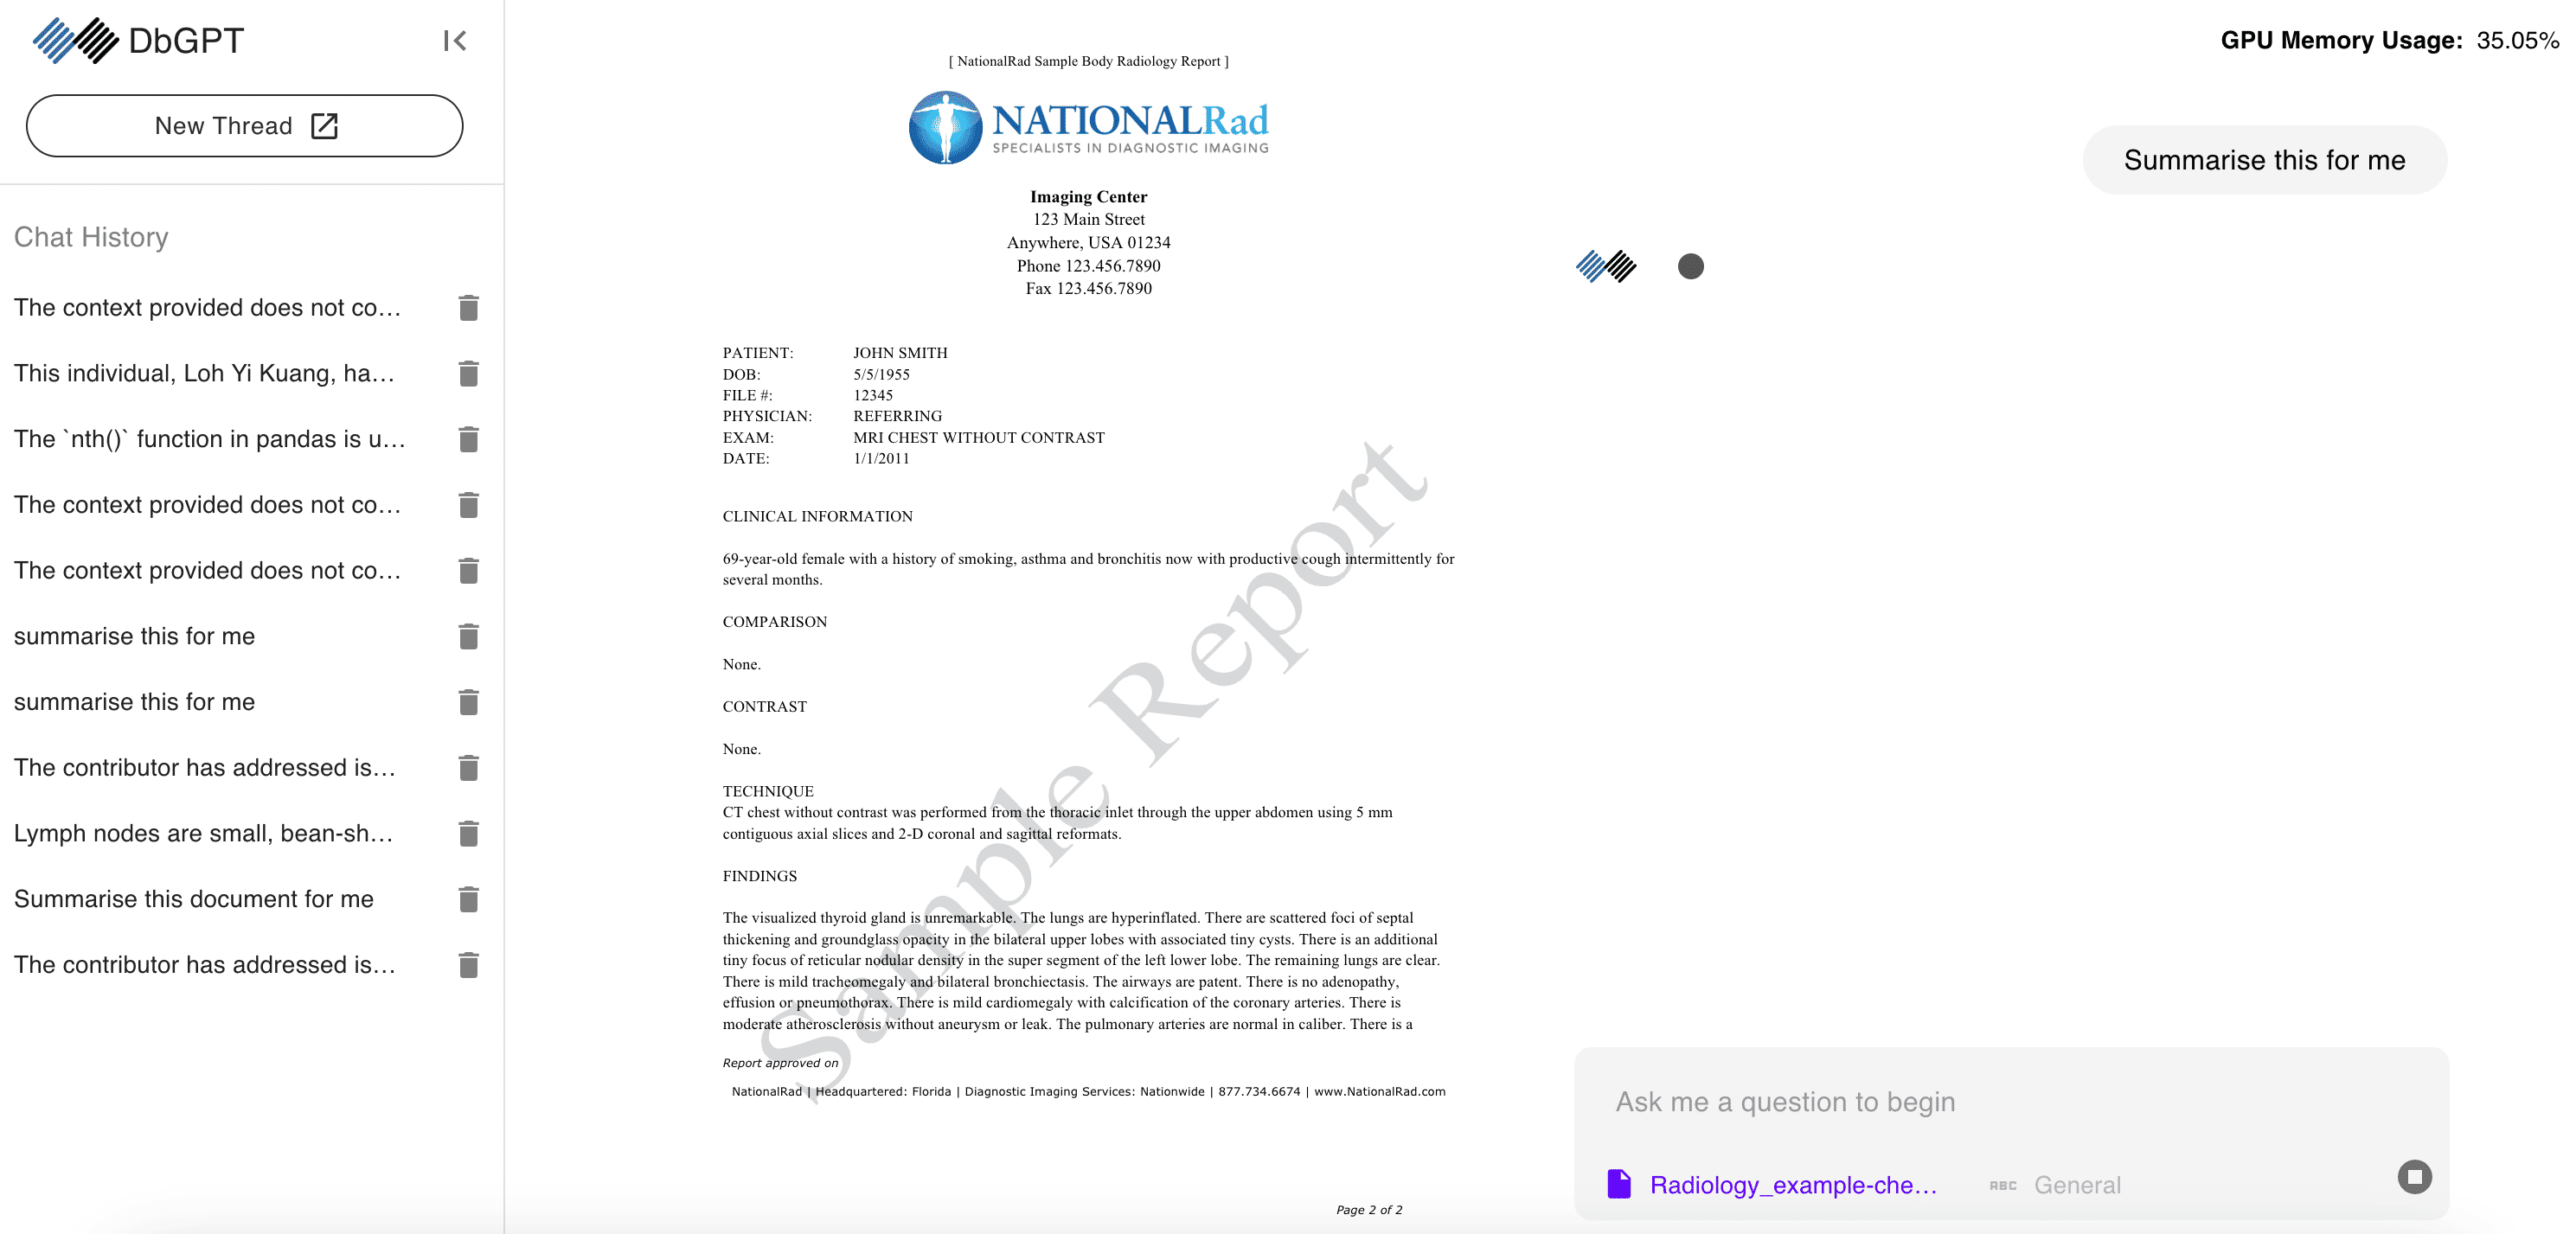 DbGPT
New Thread
Chat History
The context provided does not co...
This individual, Loh Yi Kuang, ha...
The `nth()` function in pandas is u...
The context provided does not co...
The context provided does not co...
summarise this for me
summarise this for me
The contributor has addressed is...
Lymph nodes are small, bean-sh...
Summarise this document for me
The contributor has addressed is...
[ NationalRad Sample Body Radiology Report ]
NATIONALRad
SPECIALISTS IN DIAGNOSTIC IMAGING
Imaging Center
123 Main Street
Anywhere, USA 01234
Phone 123.456.7890
Fax 123.456.7890
PATIENT: JOHN SMITH
DOB: 5/5/1955
FILE #: 12345
PHYSICIAN: REFERRING
EXAM: MRI CHEST WITHOUT CONTRAST
DATE: 1/1/2011
CLINICAL INFORMATION
69-year-old female with a history of smoking, asthma and bronchitis now with productive cough intermittently for
several months.
COMPARISON
None.
CONTRAST
None.
TECHNIQUE
CT chest without contrast was performed from the thoracic inlet through the upper abdomen using 5 mm
contiguous axial slices and 2-D coronal and sagittal reformats.
FINDINGS
The visualized thyroid gland is unremarkable. The lungs are hyperinflated. There are scattered foci of septal
thickening and groundglass opacity in the bilateral upper lobes with associated tiny cysts. There is an additional
tiny focus of reticular nodular density in the super segment of the left lower lobe. The remaining lungs are clear.
There is mild tracheomegaly and bilateral bronchiectasis. The airways are patent. There is no adenopathy,
effusion or pneumothorax. There is mild cardiomegaly with calcification of the coronary arteries. There is
moderate atherosclerosis without aneurysm or leak. The pulmonary arteries are normal in caliber. There is a
Sample Report
Report approved on
NationalRad | Headquartered: Florida | Diagnostic Imaging Services: Nationwide | 877.734.6674 | www.NationalRad.com
Page 2 of 2
GPU Memory Usage: 35.05%
Summarise this for me
Ask me a question to begin
Radiology_example-che...
ABC General